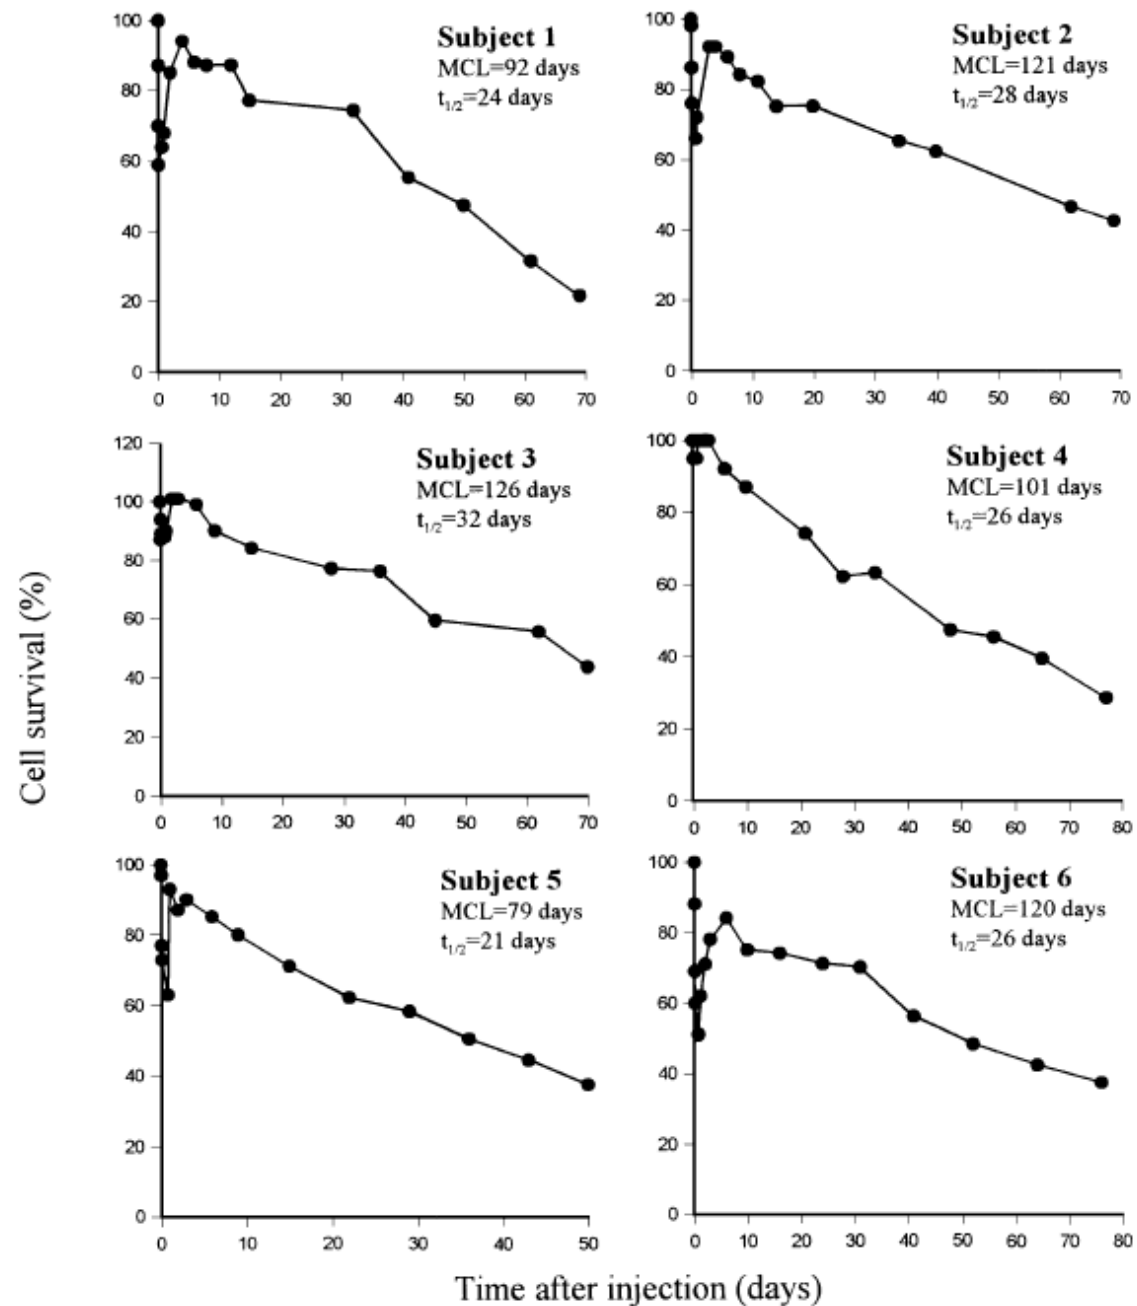 Subject 1
MCL=92 days
t1/2=24 days
100
80
60
40
20
0
0 10 20 30 40 50 60 70
Subject 2
MCL=121 days
t1/2=28 days
100
80
60
40
20
0
0 10 20 30 40 50 60 70
Subject 3
MCL=126 days
t1/2=32 days
120
100
80
60
40
20
0
0 10 20 30 40 50 60 70
Subject 4
MCL=101 days
t1/2=26 days
100
80
60
40
20
0
0 10 20 30 40 50 60 70 80
Cell survival (%)
Subject 5
MCL=79 days
t1/2=21 days
100
80
60
40
20
0
0 10 20 30 40 50
Subject 6
MCL=120 days
t1/2=26 days
100
80
60
40
20
0
0 10 20 30 40 50 60 70 80
Time after injection (days)